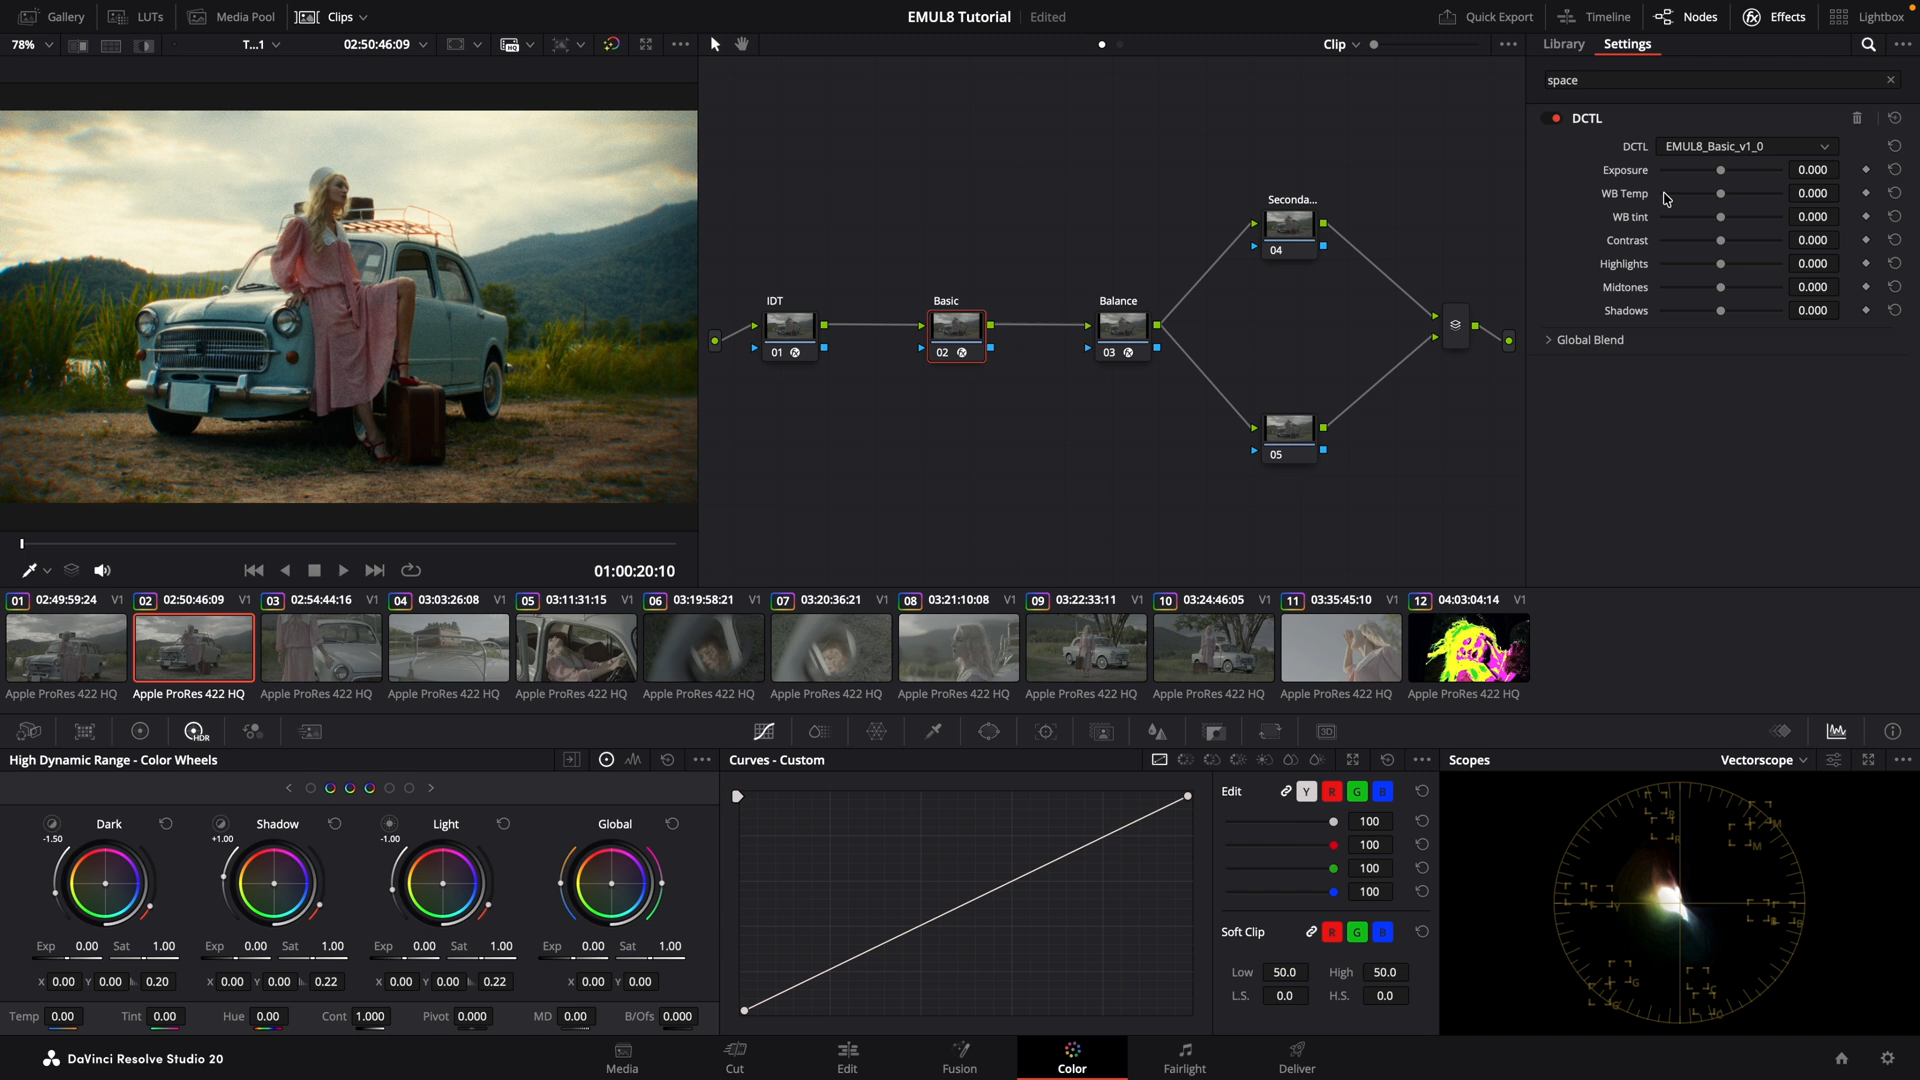 Gallery LUTs Media Pool Clips EMUL8 Tutorial Edited Quick Export Timeline Nodes Effects Lightbox
78% T...1 02:50:46:09 HQ Clip Library Settings
space
DCTL
DCTL EMUL8_Basic_v1_0
Exposure 0.000
WB Temp 0.000
WB tint 0.000
Contrast 0.000
Highlights 0.000
Midtones 0.000
Shadows 0.000
Global Blend
Seconda...
04
IDT Basic Balance
01 02 03
05
01:00:20:10
01 02:49:59:24 V1 02 02:50:46:09 V1 03 02:54:44:16 V1 04 03:03:26:08 V1 05 03:11:31:15 V1 06 03:19:58:21 V1 07 03:20:36:21 V1 08 03:21:10:08 V1 09 03:22:33:11 V1 10 03:24:46:05 V1 11 03:35:45:10 V1 12 04:03:04:14 V1
Apple ProRes 422 HQ Apple ProRes 422 HQ Apple ProRes 422 HQ Apple ProRes 422 HQ Apple ProRes 422 HQ Apple ProRes 422 HQ Apple ProRes 422 HQ Apple ProRes 422 HQ Apple ProRes 422 HQ Apple ProRes 422 HQ Apple ProRes 422 HQ Apple ProRes 422 HQ
HDR 3D
High Dynamic Range - Color Wheels Curves - Custom Scopes Vectorscope
Dark Shadow Light Global
-1.50 +1.00 -1.00
Exp 0.00 Sat 1.00 Exp 0.00 Sat 1.00 Exp 0.00 Sat 1.00 Exp 0.00 Sat 1.00
X 0.00 Y 0.00 0.20 X 0.00 Y 0.00 0.22 X 0.00 Y 0.00 0.22 X 0.00 Y 0.00
Temp 0.00 Tint 0.00 Hue 0.00 Cont 1.000 Pivot 0.000 MD 0.00 B/Ofs 0.000
Edit Y R G B
100
100
100
100
Soft Clip R G B
Low 50.0 High 50.0
L.S. 0.0 H.S. 0.0
DaVinci Resolve Studio 20 Media Cut Edit Fusion Color Fairlight Deliver